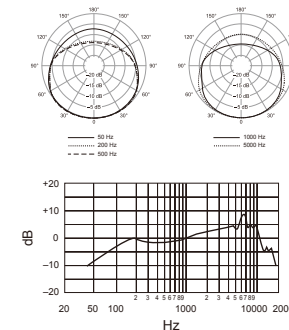 180°
150° 150°
120° 120°
90° 90°
60° 60°
30° 30°
0
–20 dB
–15 dB
–10 dB
–5 dB
50 Hz
200 Hz
500 Hz
180°
150° 150°
120° 120°
90° 90°
60° 60°
30° 30°
0
–20 dB
–15 dB
–10 dB
–5 dB
1000 Hz
5000 Hz
+20
+10
0
–10
–20
dB
2 3 4 5 6 7 8 9 2 3 4 5 6 7 8 9
20 50 100 1000 10000 200
Hz